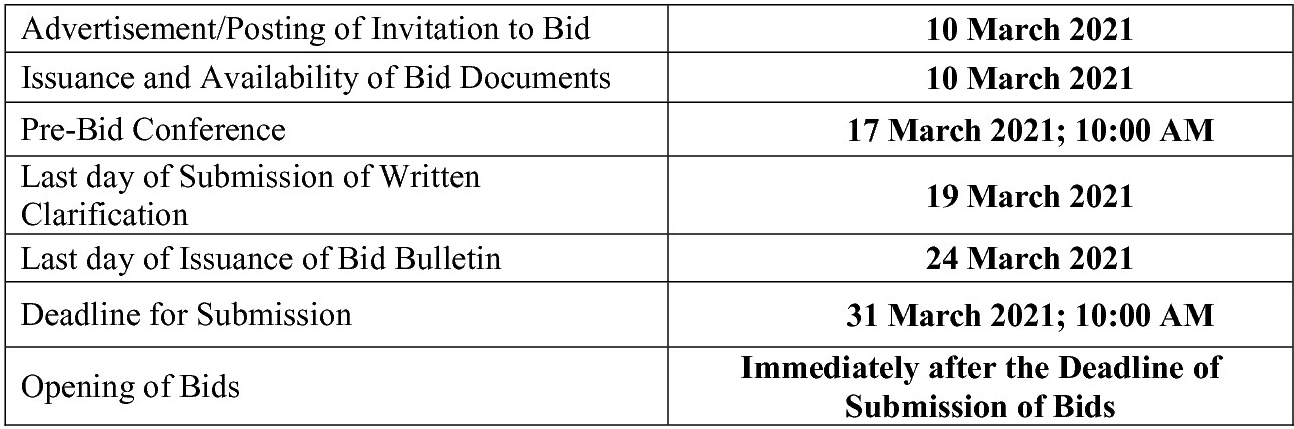 Advertisement/Posting of Invitation to Bid
10 March 2021
Issuance and Availability of Bid Documents
10 March 2021
Pre-Bid Conference
17 March 2021; 10:00 AM
Last day of Submission of Written
Clarification
19 March 2021
Last day of Issuance of Bid Bulletin
24 March 2021
Deadline for Submission
31 March 2021; 10:00 AM
Opening of Bids
Immediately after the Deadline of
Submission of Bids